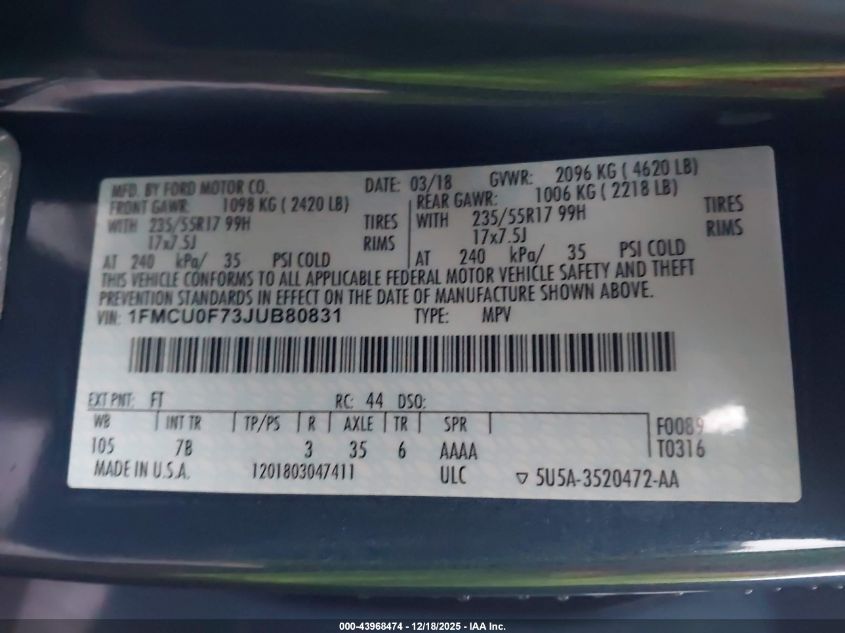 MFD. BY FORD MOTOR CO. DATE: 03/18 GVWR: 2096 KG ( 4620 LB)
FRONT GAWR: 1098 KG ( 2420 LB) REAR GAWR: 1006 KG ( 2218 LB)
WITH 235/55R17 99H TIRES WITH 235/55R17 99H TIRES
17x7.5J RIMS 17x7.5J RIMS
AT 240 kPa/ 35 PSI COLD AT 240 kPa/ 35 PSI COLD
THIS VEHICLE CONFORMS TO ALL APPLICABLE FEDERAL MOTOR VEHICLE SAFETY AND THEFT
PREVENTION STANDARDS IN EFFECT ON THE DATE OF MANUFACTURE SHOWN ABOVE.
VIN: 1FMCU0F73JUB80831 TYPE: MPV
EXT PNT: FT RC: 44 DSO:
WB INT TR TP/PS R AXLE TR SPR F0089
105 7B 3 35 6 AAAA T0316
MADE IN U.S.A. 1201803047411 ULC ▽ 5U5A-3520472-AA
000-43968474 – 12/18/2025 - IAA Inc.